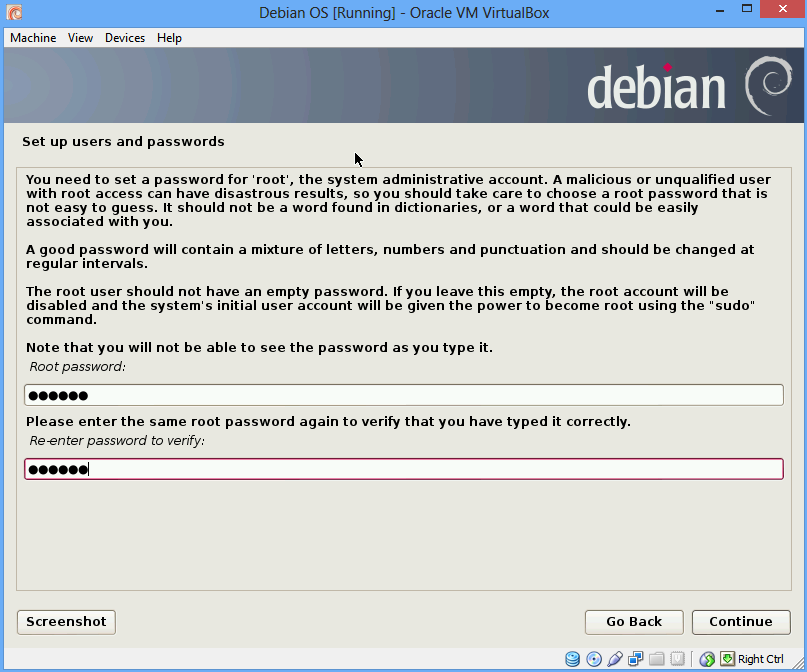 Debian OS [Running] - Oracle VM VirtualBox
Machine View Devices Help
debian
Set up users and passwords
You need to set a password for 'root', the system administrative account. A malicious or unqualified user
with root access can have disastrous results, so you should take care to choose a root password that is
not easy to guess. It should not be a word found in dictionaries, or a word that could be easily
associated with you.
A good password will contain a mixture of letters, numbers and punctuation and should be changed at
regular intervals.
The root user should not have an empty password. If you leave this empty, the root account will be
disabled and the system's initial user account will be given the power to become root using the "sudo"
command.
Note that you will not be able to see the password as you type it.
Root password:
●●●●●●
Please enter the same root password again to verify that you have typed it correctly.
Re-enter password to verify:
●●●●●●
Screenshot Go Back Continue
Right Ctrl